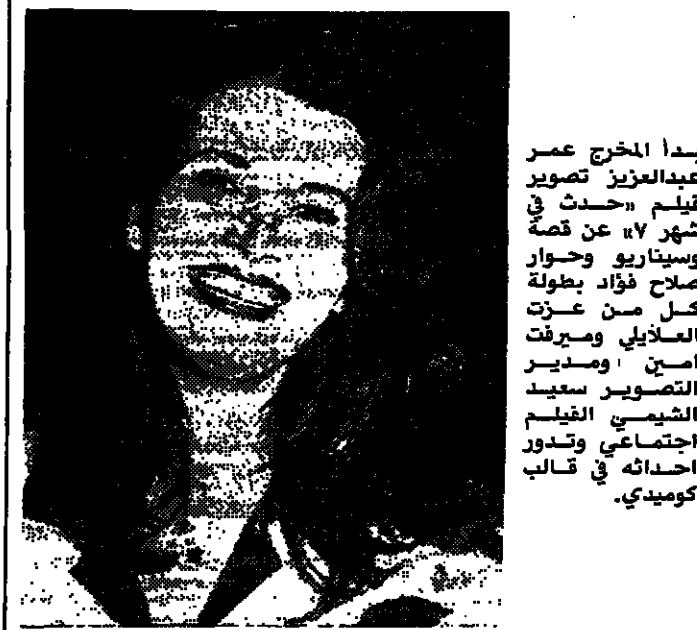 بدأ المخرج عمر
عبدالعزيز تصوير
فيلم «حدث في
شهر ٧» عن قصة
وسيناريو وحوار
صلاح فؤاد بطولة
كل من عزت
العلايلي وميرفت
امين ومدير
التصوير سعيد
الشيمي الفيلم
اجتماعي وتدور
احداثه في قالب
كوميدي.